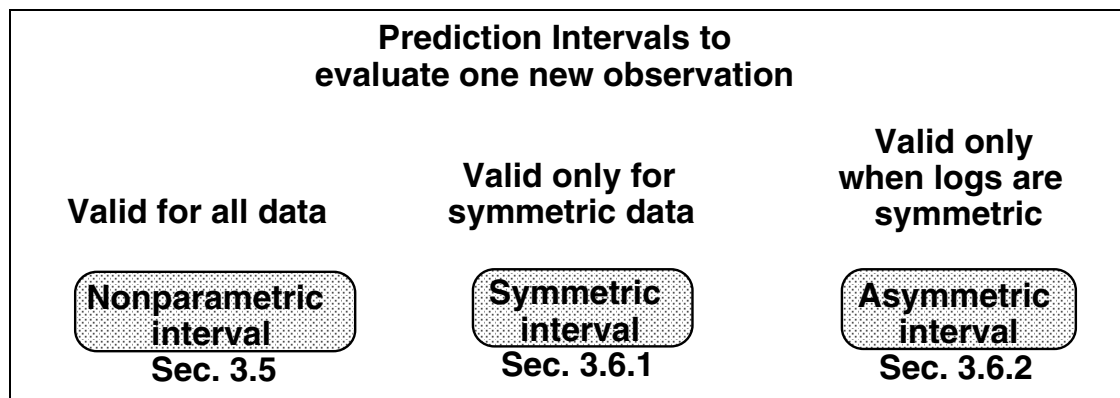 Prediction Intervals to
evaluate one new observation
Valid for all data
Nonparametric
interval
Sec. 3.5
Valid only for
symmetric data
Symmetric
interval
Sec. 3.6.1
Valid only
when logs are
symmetric
Asymmetric
interval
Sec. 3.6.2